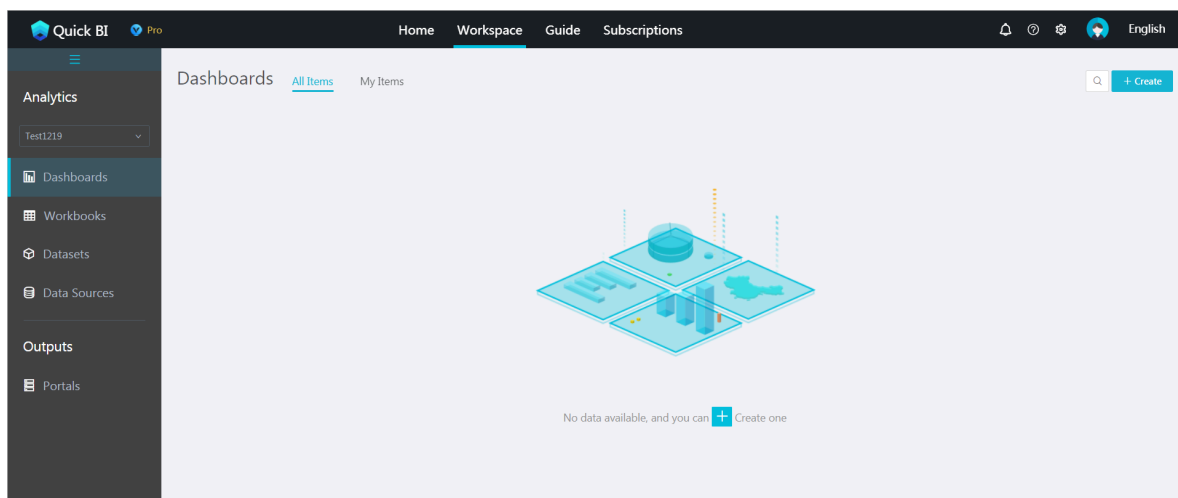 Quick BI Pro Home Workspace Guide Subscriptions English
Analytics
Test1219
Dashboards
Workbooks
Datasets
Data Sources
Outputs
Portals
Dashboards All Items My Items + Create
No data available, and you can + Create one